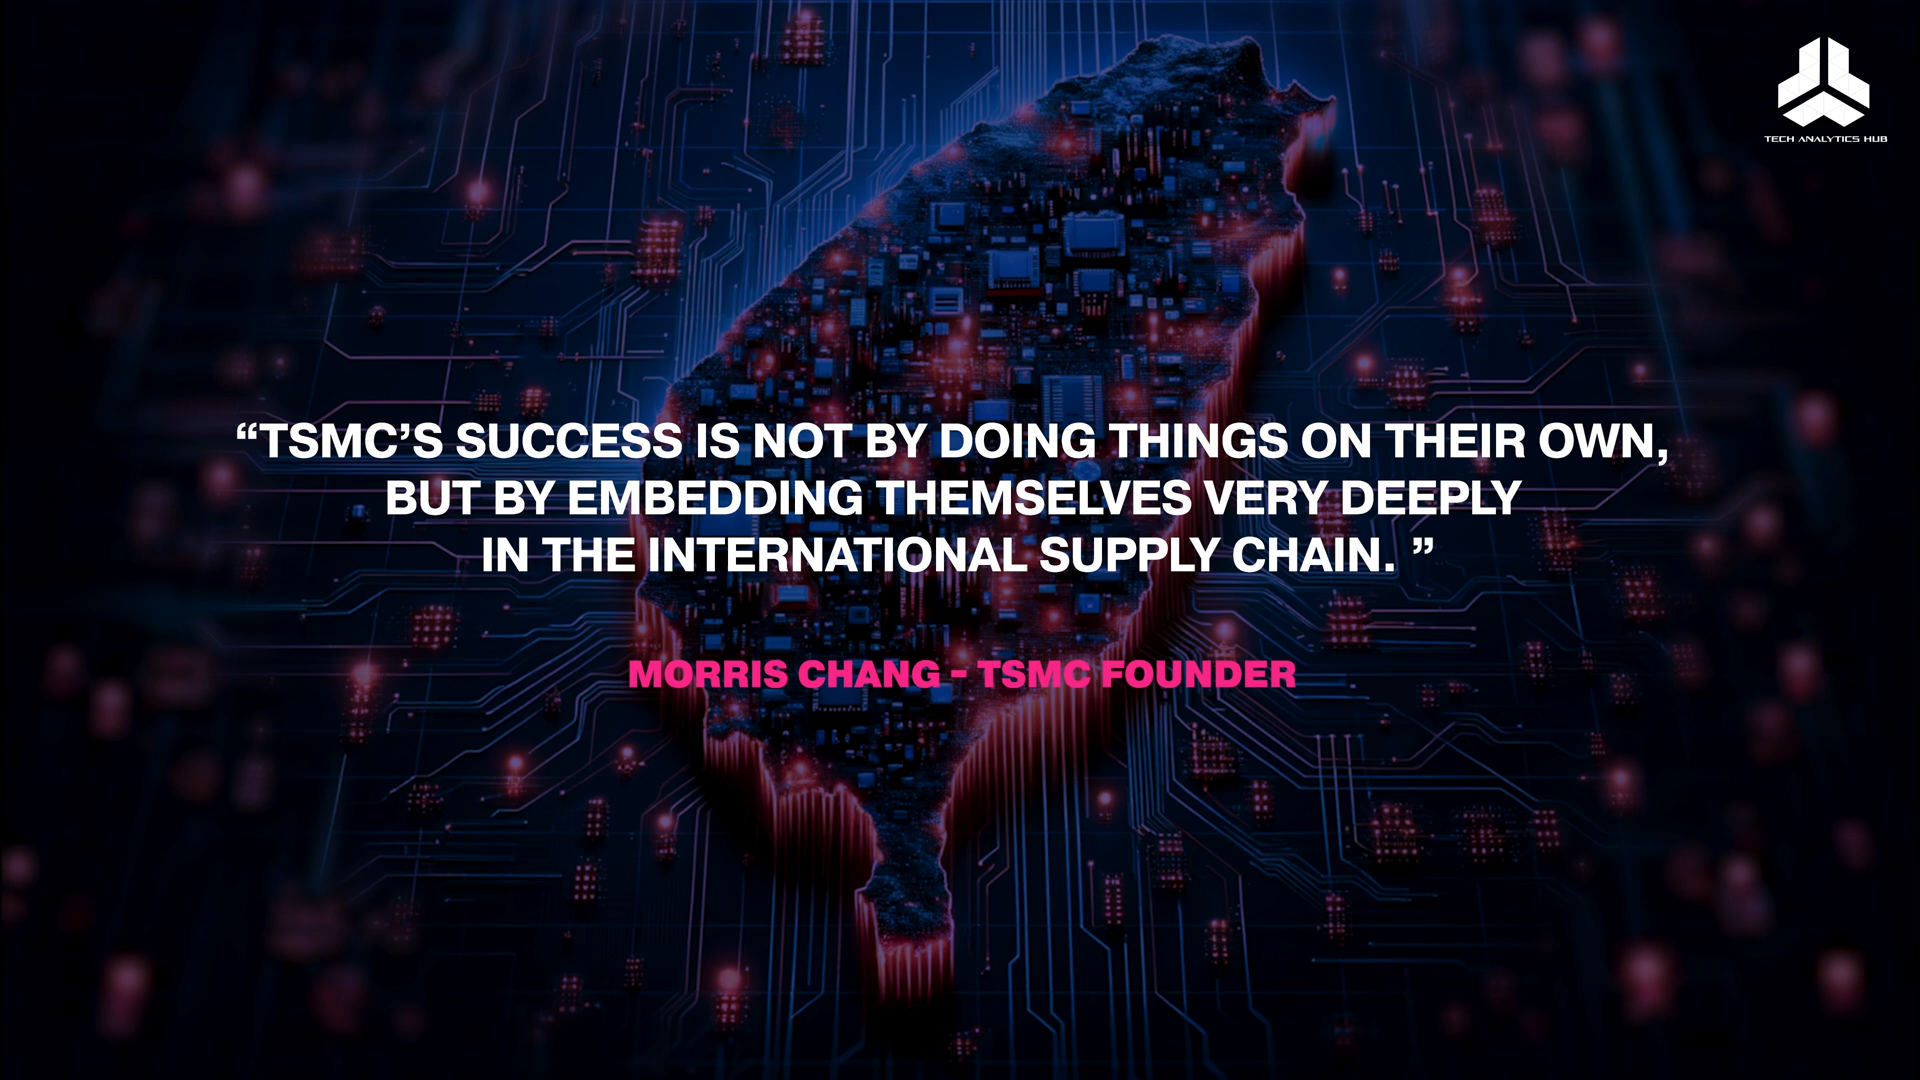 TECH ANALYTICS HUB
“TSMC’S SUCCESS IS NOT BY DOING THINGS ON THEIR OWN,
BUT BY EMBEDDING THEMSELVES VERY DEEPLY
IN THE INTERNATIONAL SUPPLY CHAIN. ”
MORRIS CHANG - TSMC FOUNDER